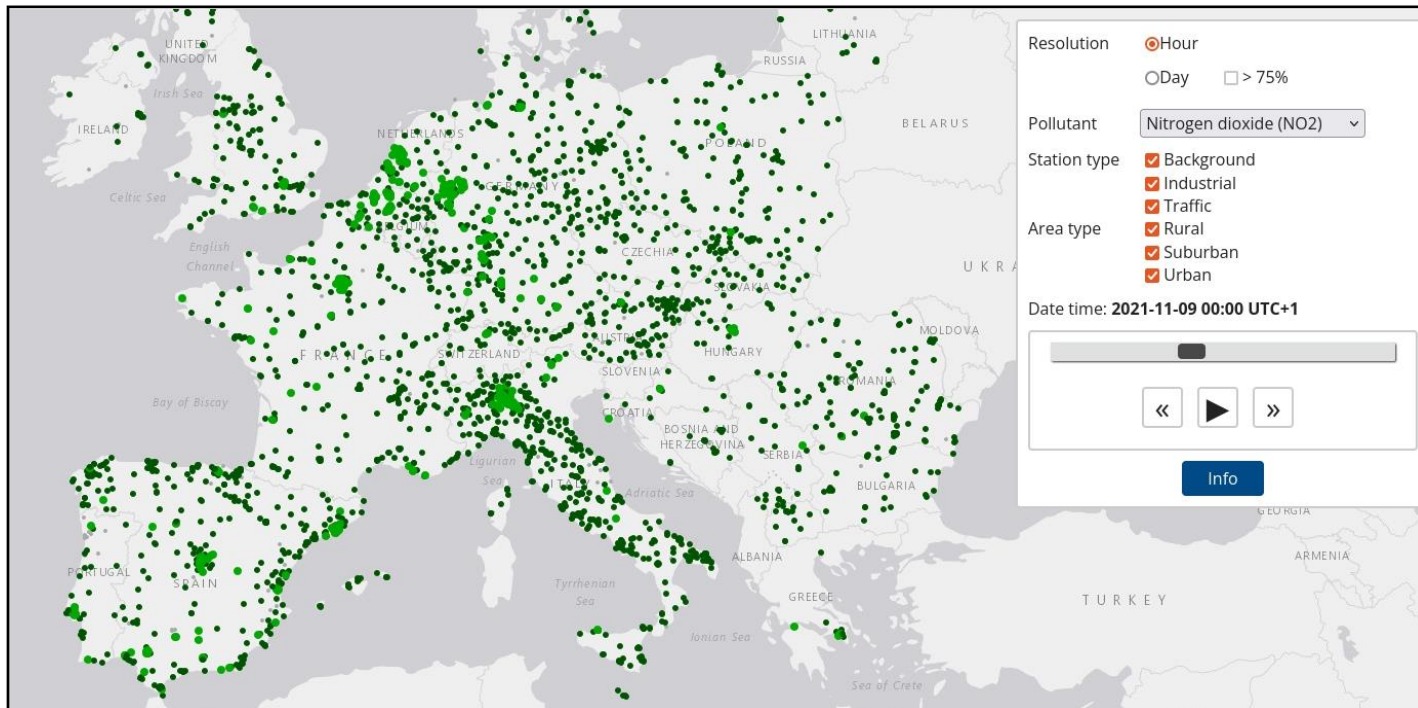 UNITED
KINGDOM
Irish Sea
IRELAND
Celtic Sea
English
Channel
NETHERLANDS
GERMANY
BELGIUM
LITHUANIA
RUSSIA
BELARUS
POLAND
CZECHIA
SLOVAKIA
UKRA
MOLDOVA
FRANCE
SWITZERLAND
AUSTRIA
HUNGARY
SLOVENIA
ROMANIA
CROATIA
Bay of Biscay
BOSNIA AND
HERZEGOVINA
SERBIA
Ligurian
Sea
ITALY
Adriatic Sea
BULGARIA
PORTUGAL
SPAIN
ALBANIA
Tyrrhenian
Sea
GREECE
Ionian Sea
TURKEY
Sea of Crete
GEORGIA
ARMENIA
Resolution Hour
Day > 75%
Pollutant Nitrogen dioxide (NO2)
Station type Background
Industrial
Traffic
Area type Rural
Suburban
Urban
Date time: 2021-11-09 00:00 UTC+1
« ▶ »
Info